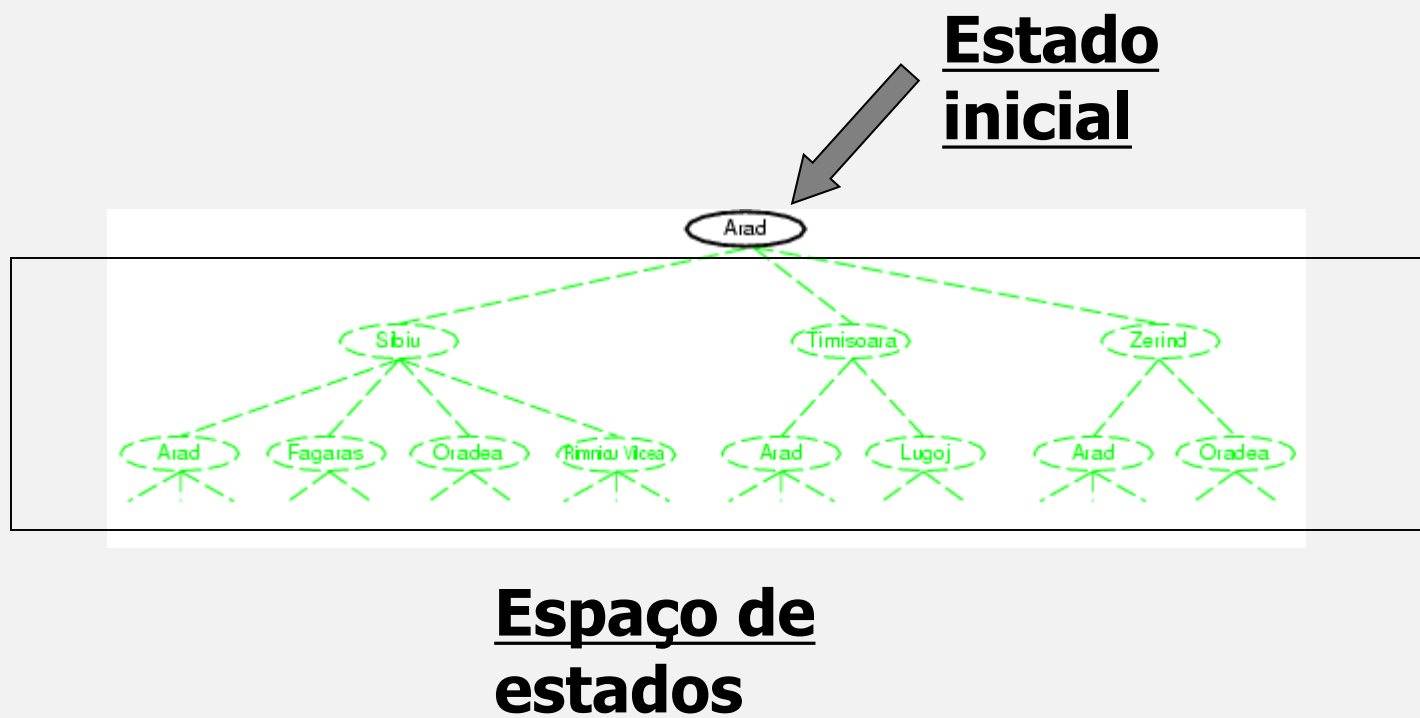 Estado
inicial
Arad
Sibiu Timisoara Zerind
Arad Fagaras Oradea Rimnicu Vilcea Arad Lugoj Arad Oradea
Espaço de
estados